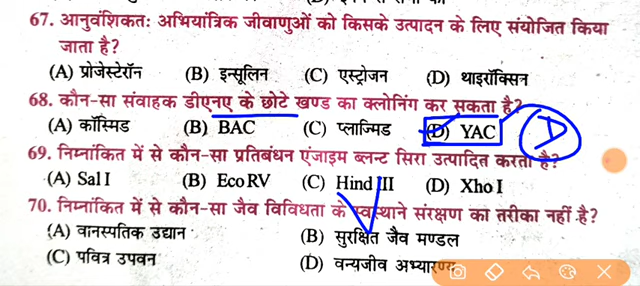 67. आनुवंशिकतः अभियांत्रिक जीवाणुओं को किसके उत्पादन के लिए संयोजित किया
जाता है?
(A) प्रोजेस्टेरॉन (B) इन्सूलिन (C) एस्ट्रोजन (D) थाइरॉक्सिन
68. कौन-सा संवाहक डीएनए के छोटे खण्ड का क्लोनिंग कर सकता है?
(A) कॉस्मिड (B) BAC (C) प्लाज्मिड (D) YAC D
69. निम्नांकित में से कौन-सा प्रतिबंधन एंजाइम ब्लन्ट सिरा उत्पादित करता है?
(A) Sal I (B) Eco RV (C) Hind III (D) Xho I
70. निम्नांकित में से कौन-सा जैव विविधता के स्वस्थाने संरक्षण का तरीका नहीं है?
(A) वानस्पतिक उद्यान (B) सुरक्षित जैव मण्डल
(C) पवित्र उपवन (D) वन्यजीव अभ्यारण्य